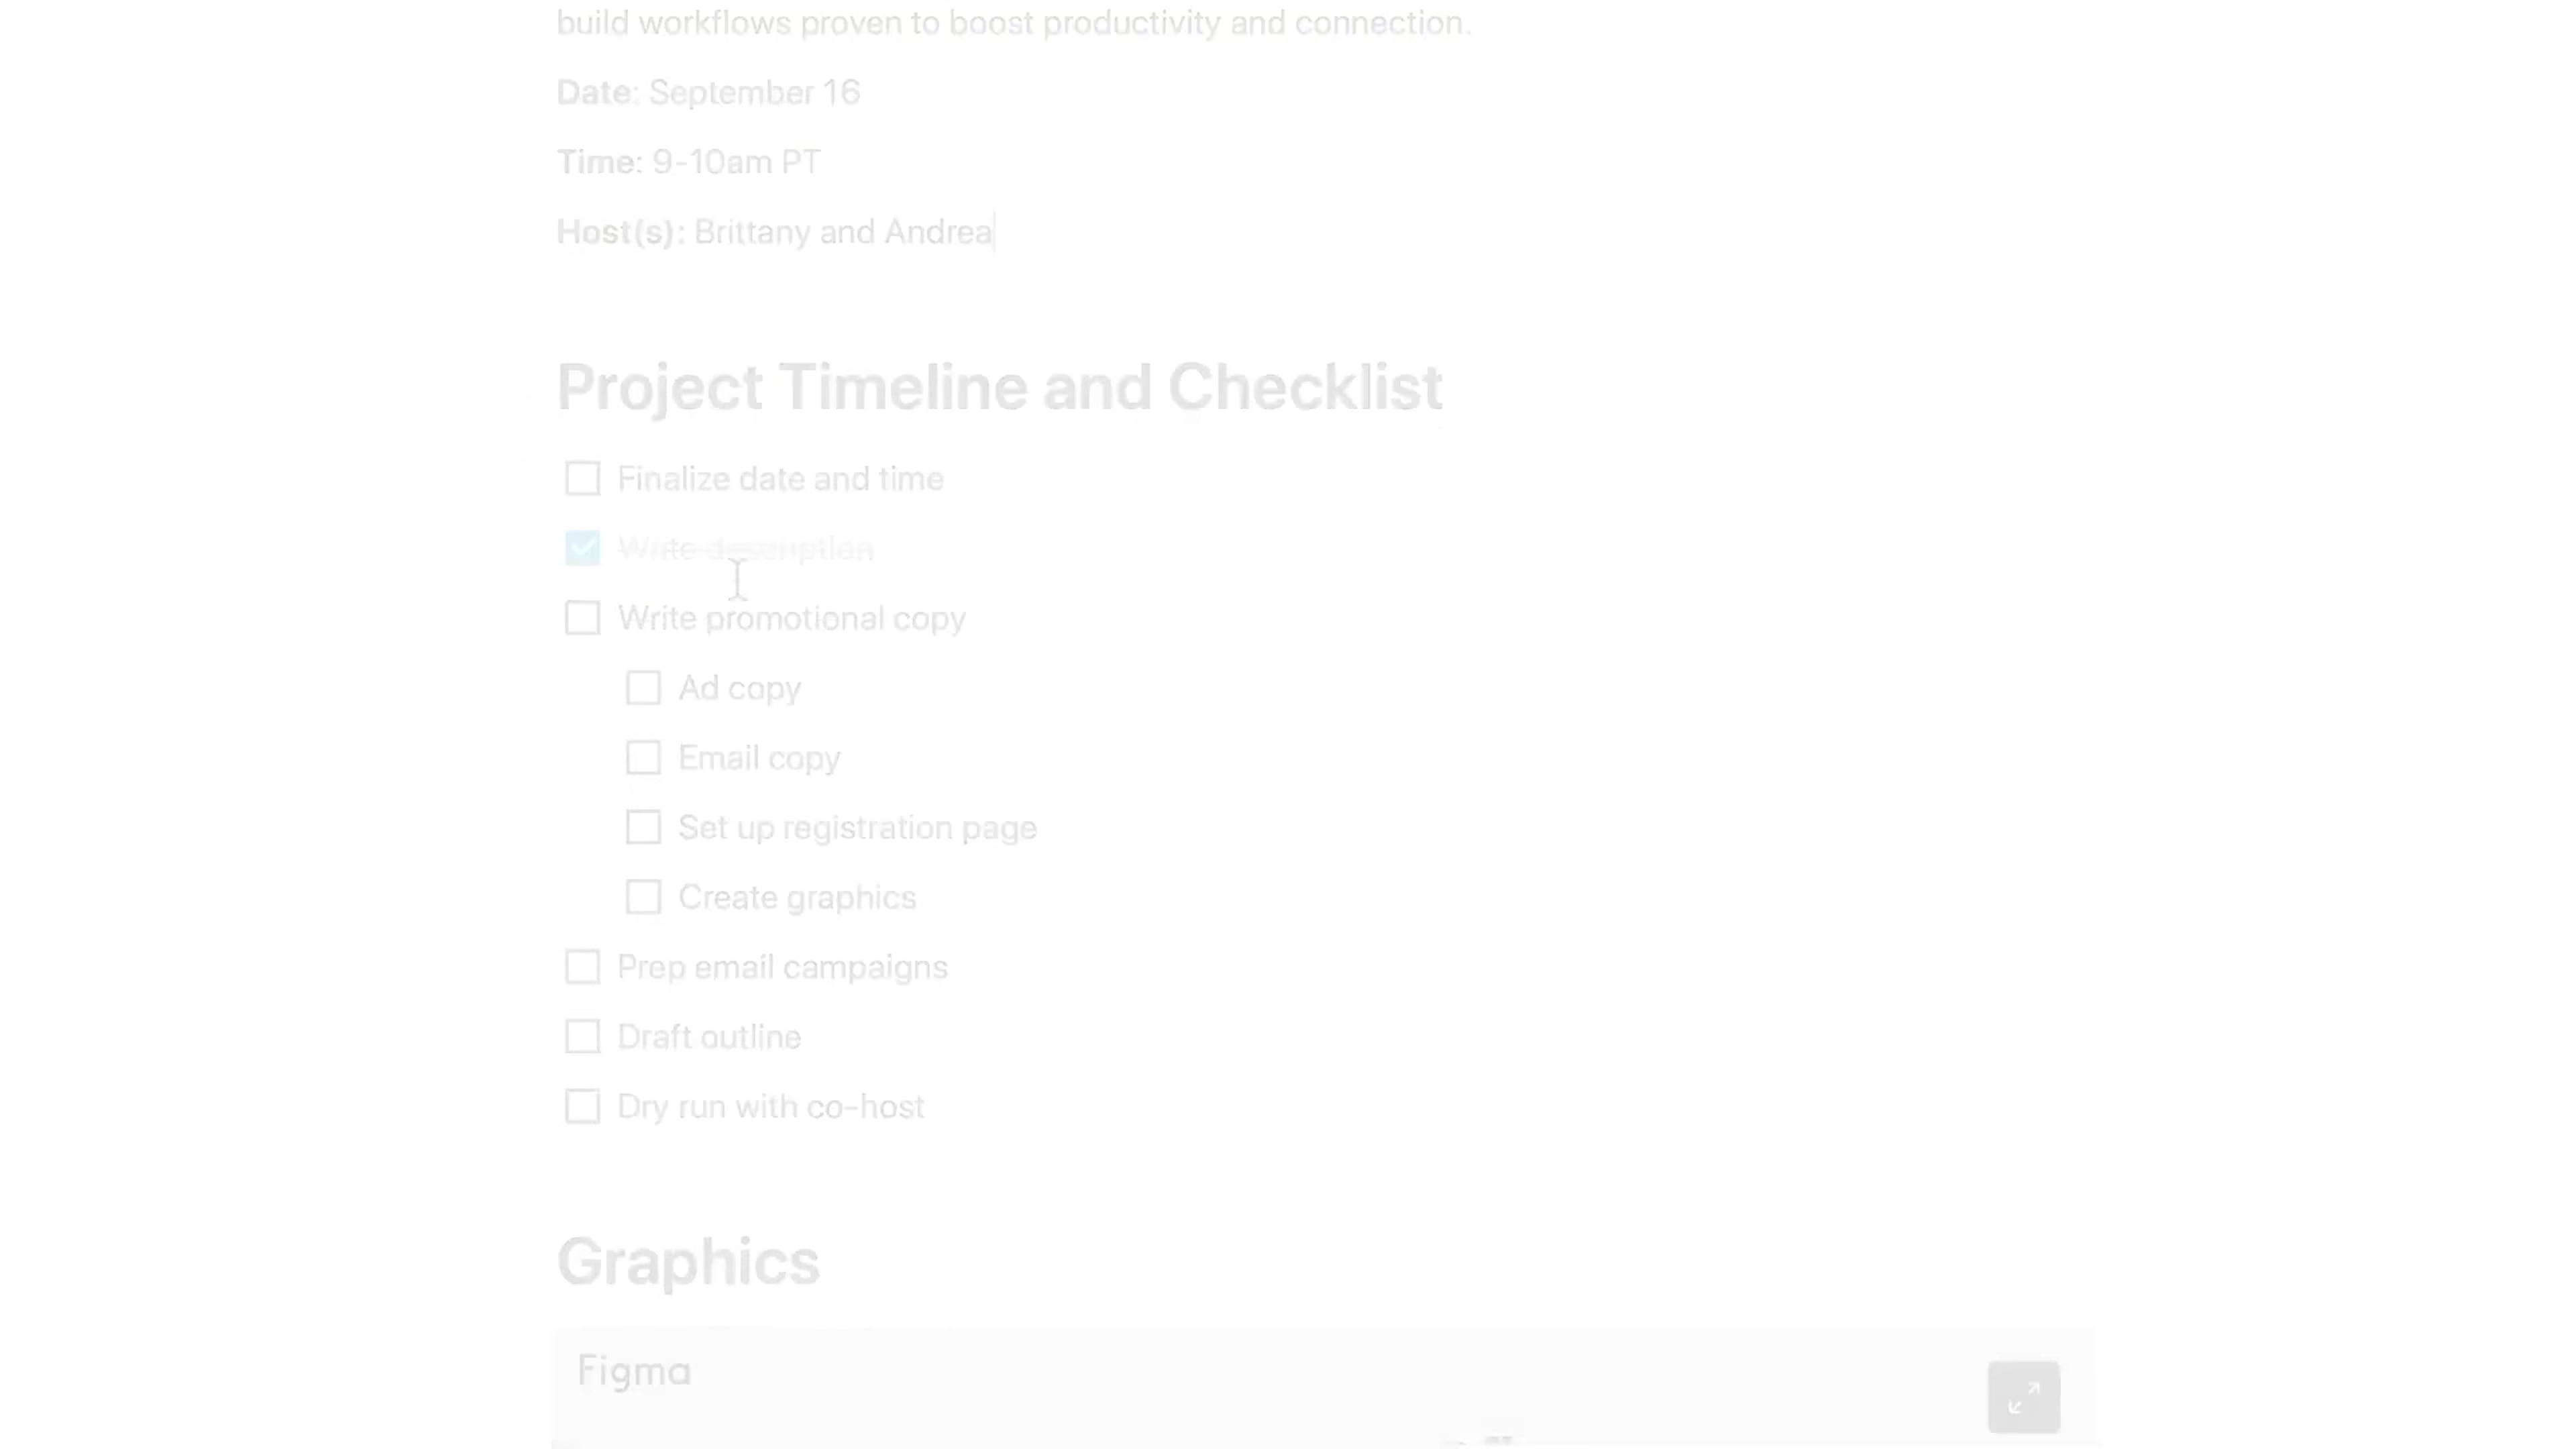 build workflows proven to boost productivity and connection.
Date: September 16
Time: 9-10am PT
Host(s): Brittany and Andrea
Project Timeline and Checklist
Finalize date and time
Write description
Write promotional copy
Ad copy
Email copy
Set up registration page
Create graphics
Prep email campaigns
Draft outline
Dry run with co-host
Graphics
Figma